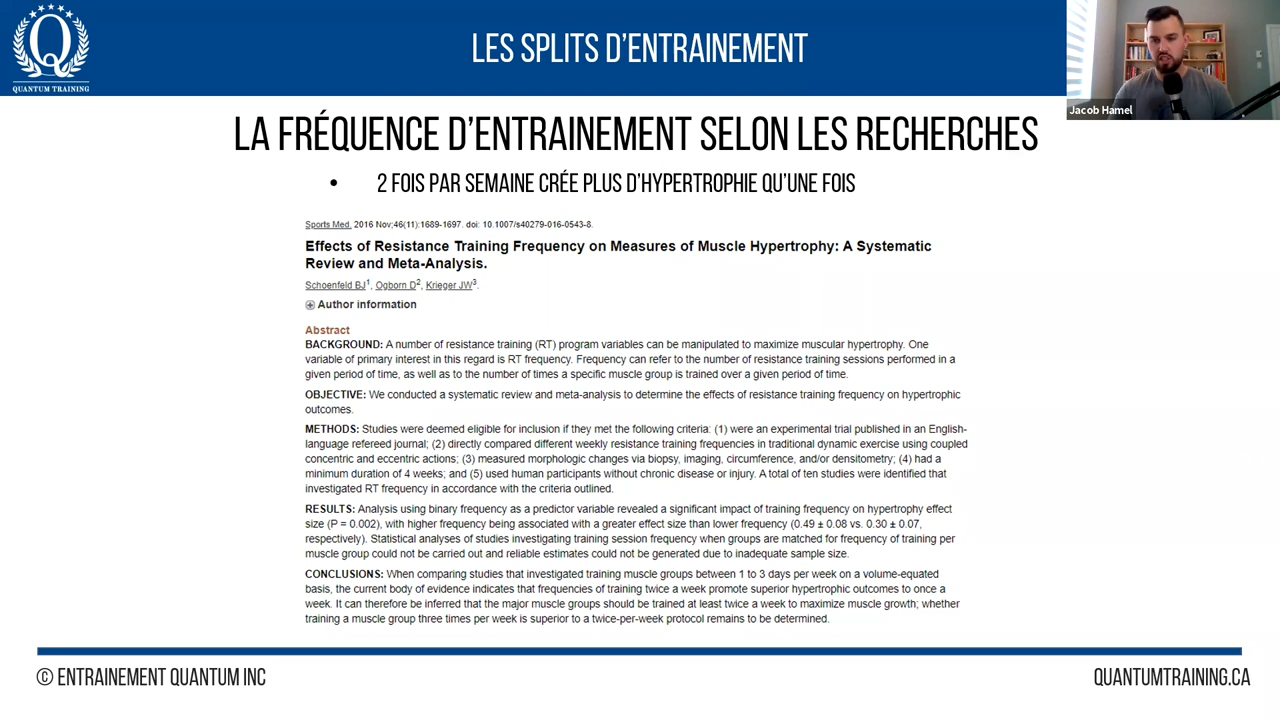 QUANTUM TRAINING
LES SPLITS D'ENTRAINEMENT
Jacob Hamel
LA FRÉQUENCE D'ENTRAINEMENT SELON LES RECHERCHES
• 2 FOIS PAR SEMAINE CRÉE PLUS D'HYPERTROPHIE QU'UNE FOIS
Sports Med. 2016 Nov;46(11):1689-1697. doi: 10.1007/s40279-016-0543-8.
Effects of Resistance Training Frequency on Measures of Muscle Hypertrophy: A Systematic
Review and Meta-Analysis.
Schoenfeld BJ1, Ogborn D2, Krieger JW3.
Author information
Abstract
BACKGROUND: A number of resistance training (RT) program variables can be manipulated to maximize muscular hypertrophy. One
variable of primary interest in this regard is RT frequency. Frequency can refer to the number of resistance training sessions performed in a
given period of time, as well as to the number of times a specific muscle group is trained over a given period of time.
OBJECTIVE: We conducted a systematic review and meta-analysis to determine the effects of resistance training frequency on hypertrophic
outcomes.
METHODS: Studies were deemed eligible for inclusion if they met the following criteria: (1) were an experimental trial published in an English-
language refereed journal; (2) directly compared different weekly resistance training frequencies in traditional dynamic exercise using coupled
concentric and eccentric actions; (3) measured morphologic changes via biopsy, imaging, circumference, and/or densitometry; (4) had a
minimum duration of 4 weeks; and (5) used human participants without chronic disease or injury. A total of ten studies were identified that
investigated RT frequency in accordance with the criteria outlined.
RESULTS: Analysis using binary frequency as a predictor variable revealed a significant impact of training frequency on hypertrophy effect
size (P = 0.002), with higher frequency being associated with a greater effect size than lower frequency (0.49 ± 0.08 vs. 0.30 ± 0.07,
respectively). Statistical analyses of studies investigating training session frequency when groups are matched for frequency of training per
muscle group could not be carried out and reliable estimates could not be generated due to inadequate sample size.
CONCLUSIONS: When comparing studies that investigated training muscle groups between 1 to 3 days per week on a volume-equated
basis, the current body of evidence indicates that frequencies of training twice a week promote superior hypertrophic outcomes to once a
week. It can therefore be inferred that the major muscle groups should be trained at least twice a week to maximize muscle growth; whether
training a muscle group three times per week is superior to a twice-per-week protocol remains to be determined.
© ENTRAINEMENT QUANTUM INC
QUANTUMTRAINING.CA